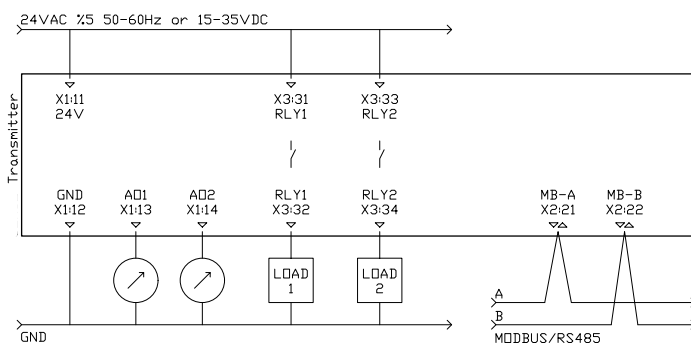 24VAC %5 50-60Hz or 15-35VDC
Transmitter
X1:11 X3:31 X3:33
24V RLY1 RLY2
GND AO1 AO2 RLY1 RLY2 MB-A MB-B
X1:12 X1:13 X1:14 X3:32 X3:34 X2:21 X2:22
LOAD LOAD
1 2
A
B
GND
MODBUS/RS485